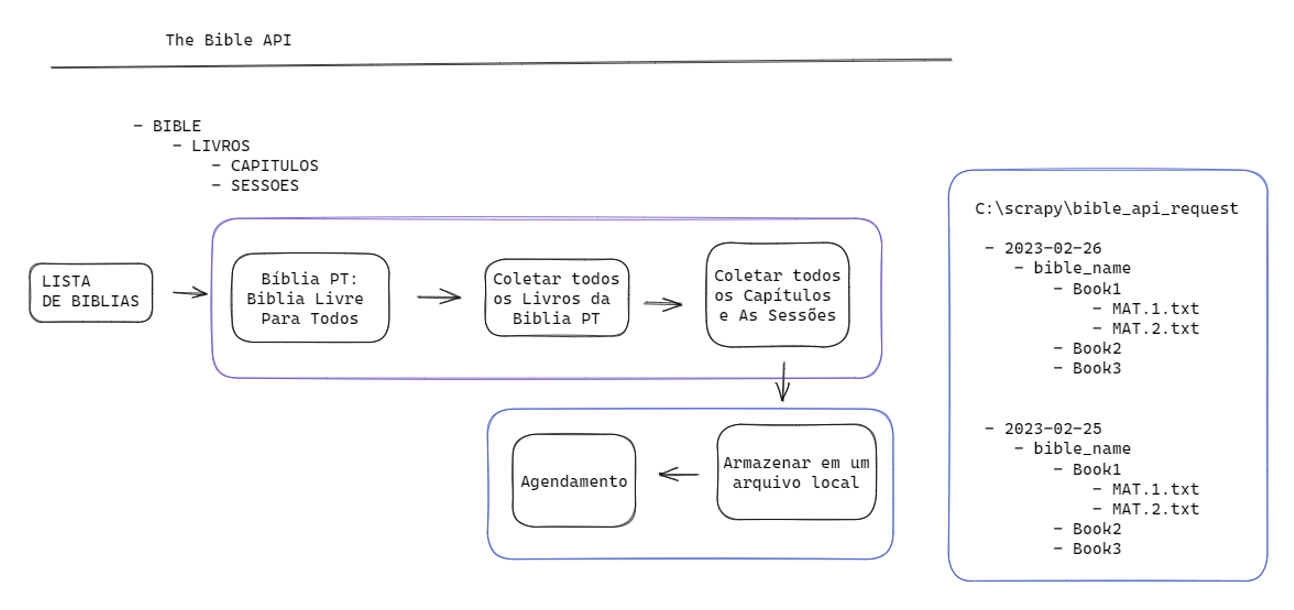 The Bible API
- BIBLE
- LIVROS
- CAPITULOS
- SESSOES
LISTA
DE BIBLIAS
Bíblia PT:
Biblia Livre
Para Todos
Coletar todos
os Livros da
Biblia PT
Coletar todos
os Capítulos
e As Sessões
Armazenar em um
arquivo local
Agendamento
C:\scrapy\bible_api_request
- 2023-02-26
- bible_name
- Book1
- MAT.1.txt
- MAT.2.txt
- Book2
- Book3
- 2023-02-25
- bible_name
- Book1
- MAT.1.txt
- MAT.2.txt
- Book2
- Book3